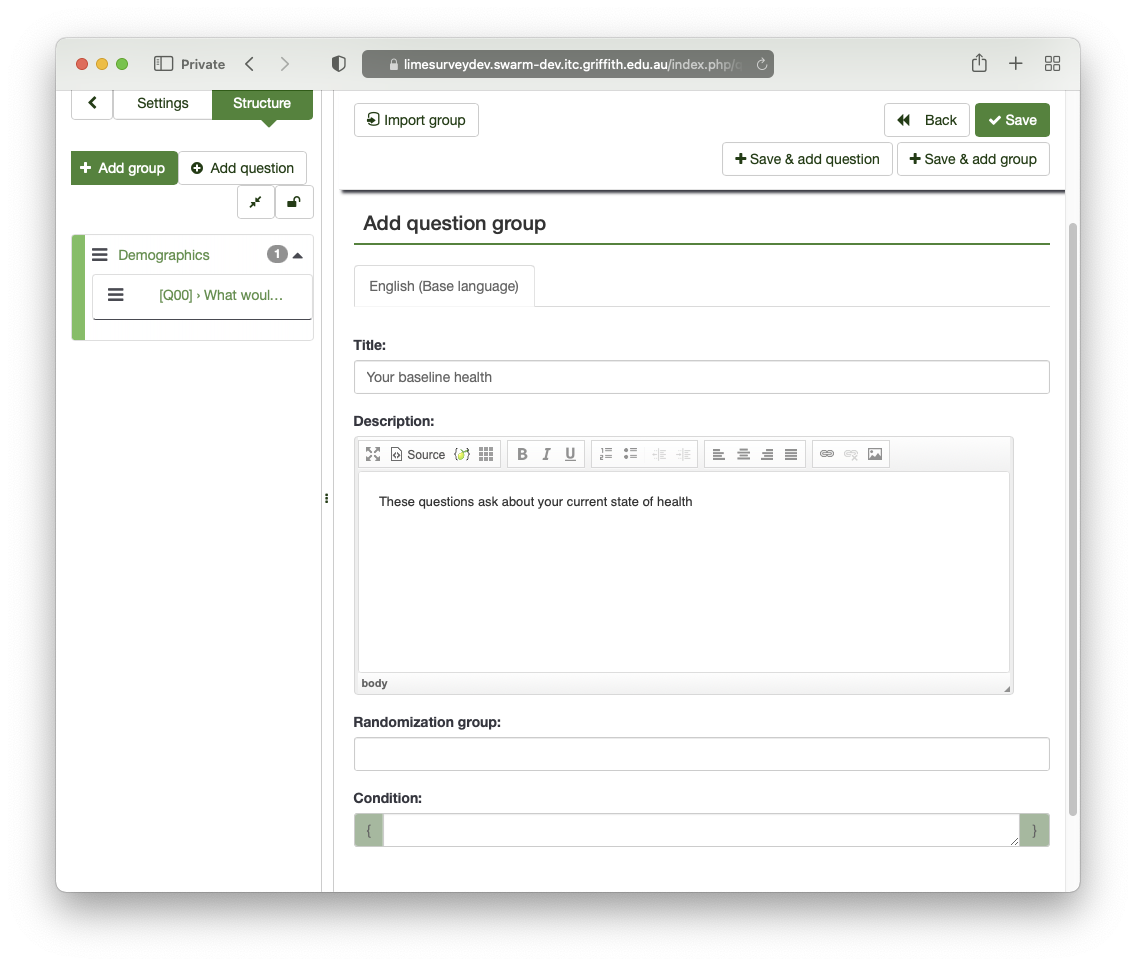 Private
limesurveydev.swarm-dev.itc.griffith.edu.au/index.php/
Settings
Structure
Import group
Back
Save
Add group
Add question
Save & add question
Save & add group
Add question group
Demographics
1
[Q00] › What woul...
English (Base language)
Title:
Your baseline health
Description:
Source
B I U
These questions ask about your current state of health
body
Randomization group:
Condition:
{
}